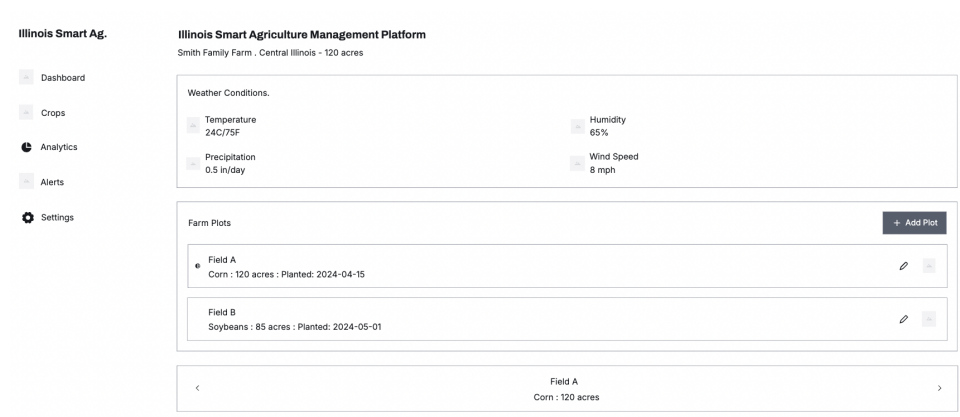 Illinois Smart Ag.
Dashboard
Crops
Analytics
Alerts
Settings
Illinois Smart Agriculture Management Platform
Smith Family Farm . Central Illinois - 120 acres
Weather Conditions.
Temperature
24C/75F
Humidity
65%
Precipitation
0.5 in/day
Wind Speed
8 mph
Farm Plots
+ Add Plot
Field A
Corn : 120 acres : Planted: 2024-04-15
Field B
Soybeans : 85 acres : Planted: 2024-05-01
Field A
Corn : 120 acres